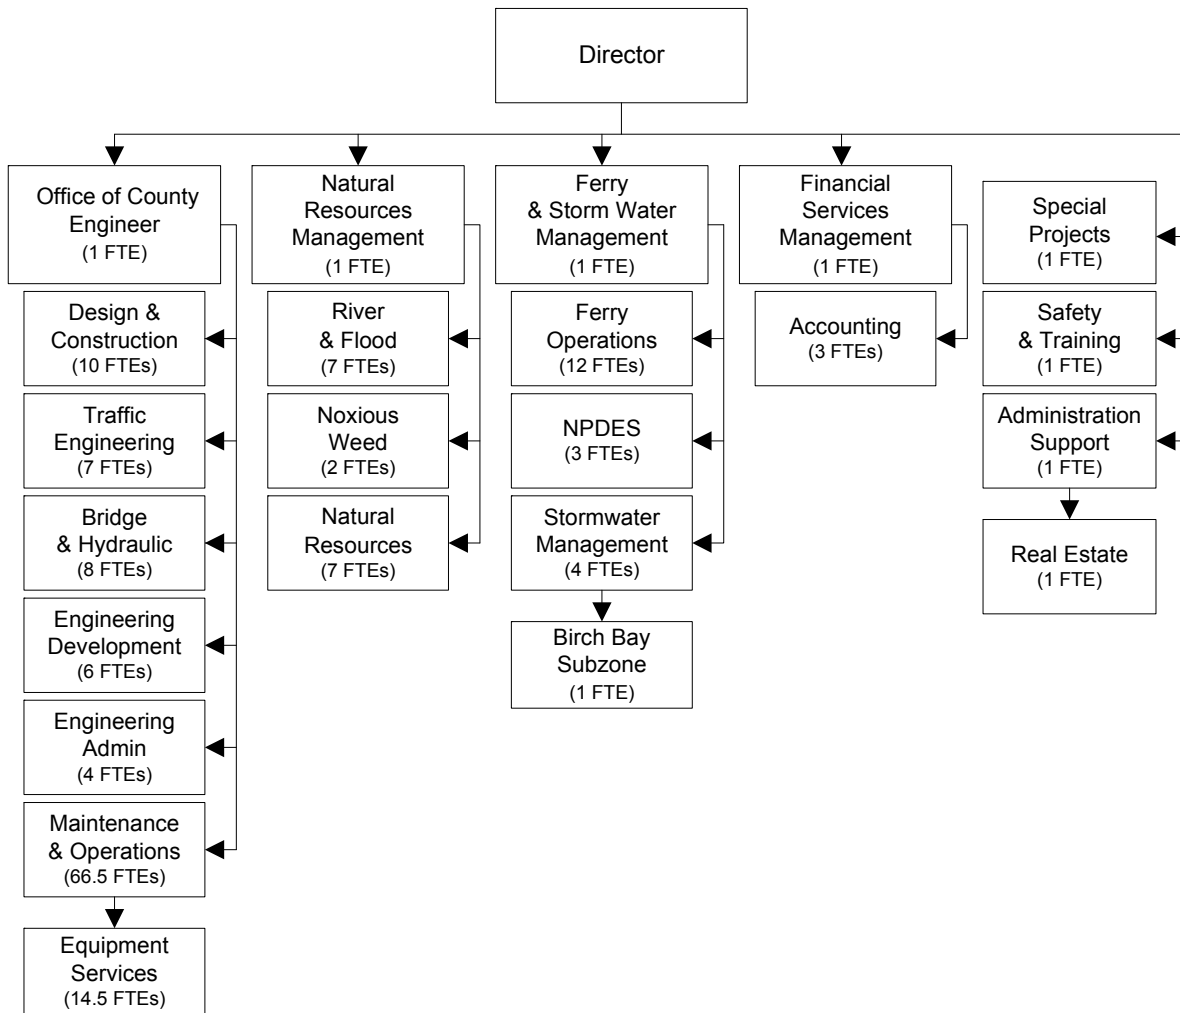 Director
Office of County
Engineer
(1 FTE)
Design &
Construction
(10 FTEs)
Traffic
Engineering
(7 FTEs)
Bridge
& Hydraulic
(8 FTEs)
Engineering
Development
(6 FTEs)
Engineering
Admin
(4 FTEs)
Maintenance
& Operations
(66.5 FTEs)
Equipment
Services
(14.5 FTEs)
Natural
Resources
Management
(1 FTE)
River
& Flood
(7 FTEs)
Noxious
Weed
(2 FTEs)
Natural
Resources
(7 FTEs)
Ferry
& Storm Water
Management
(1 FTE)
Ferry
Operations
(12 FTEs)
NPDES
(3 FTEs)
Stormwater
Management
(4 FTEs)
Birch Bay
Subzone
(1 FTE)
Financial
Services
Management
(1 FTE)
Accounting
(3 FTEs)
Special
Projects
(1 FTE)
Safety
& Training
(1 FTE)
Administration
Support
(1 FTE)
Real Estate
(1 FTE)